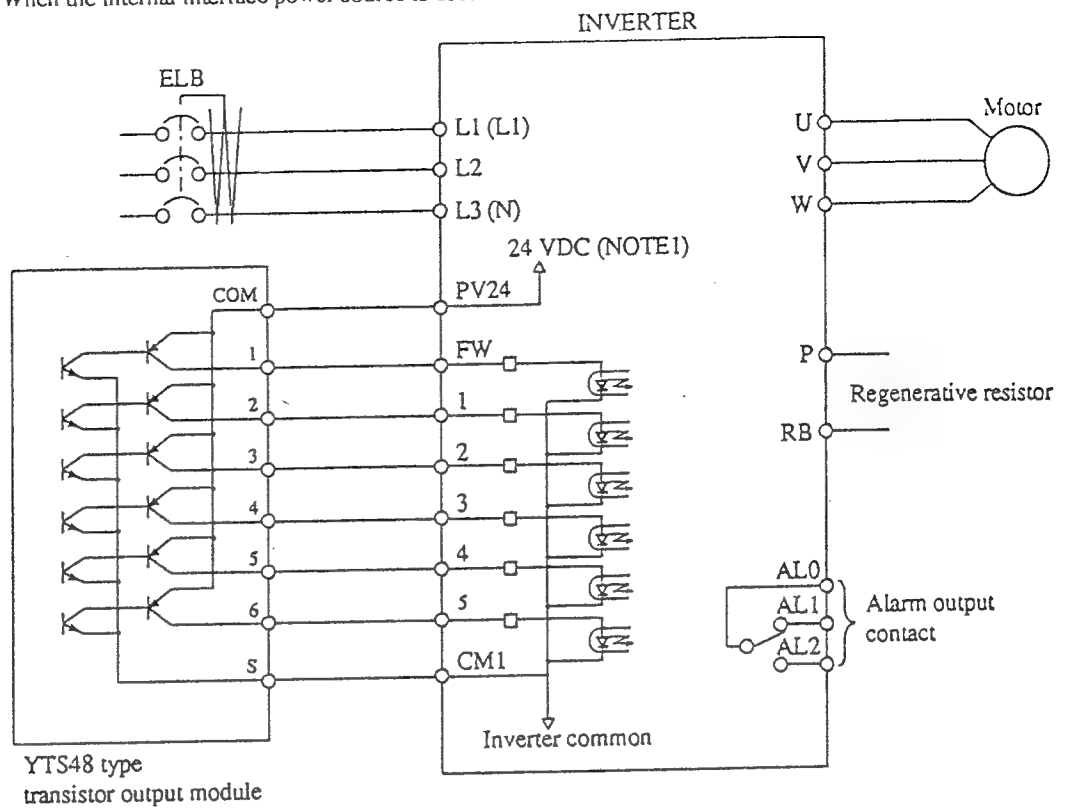 When the internal interface power source is
INVERTER
ELB
L1 (L1)
L2
L3 (N)
U
V
W
Motor
24 VDC (NOTE1)
COM
PV24
1
FW
2
1
3
2
4
3
5
4
6
5
S
CM1
P
Regenerative resistor
RB
AL0
AL1
AL2
Alarm output
contact
Inverter common
YTS48 type
transistor output module